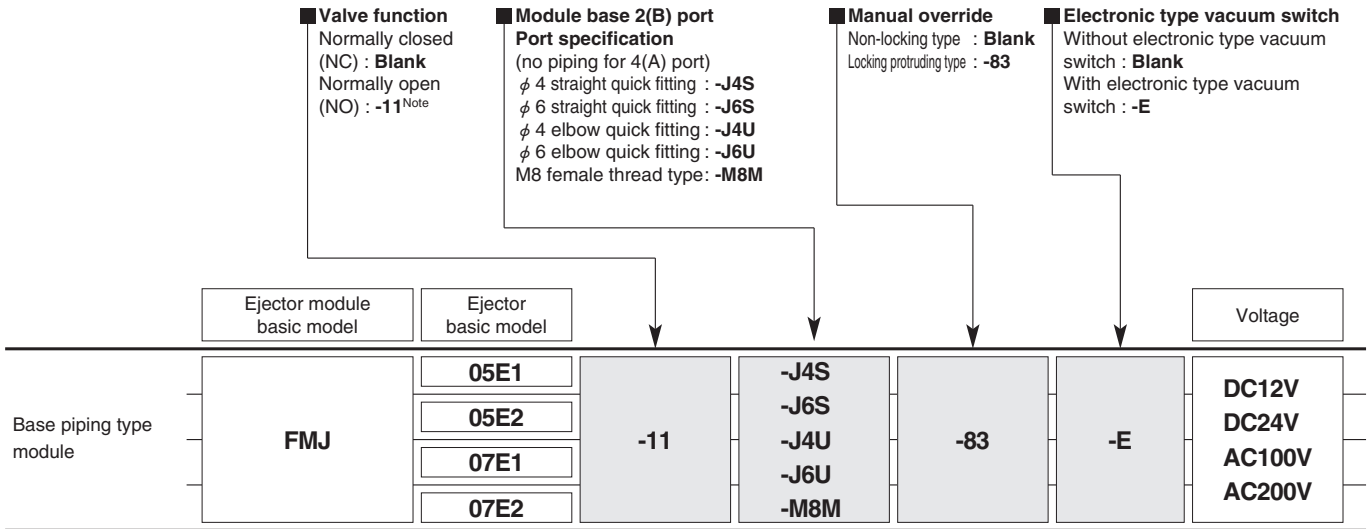 ■Valve function
Normally closed
(NC) : Blank
Normally open
(NO) : -11Note
■Module base 2(B) port
Port specification
(no piping for 4(A) port)
φ 4 straight quick fitting : -J4S
φ 6 straight quick fitting : -J6S
φ 4 elbow quick fitting : -J4U
φ 6 elbow quick fitting : -J6U
M8 female thread type: -M8M
■Manual override
Non-locking type : Blank
Locking protruding type : -83
■Electronic type vacuum switch
Without electronic type vacuum
switch : Blank
With electronic type vacuum
switch : -E
Ejector module
basic model
Ejector
basic model
Voltage
Base piping type
module
FMJ
05E1
05E2
07E1
07E2
-11
-J4S
-J6S
-J4U
-J6U
-M8M
-83
-E
DC12V
DC24V
AC100V
AC200V